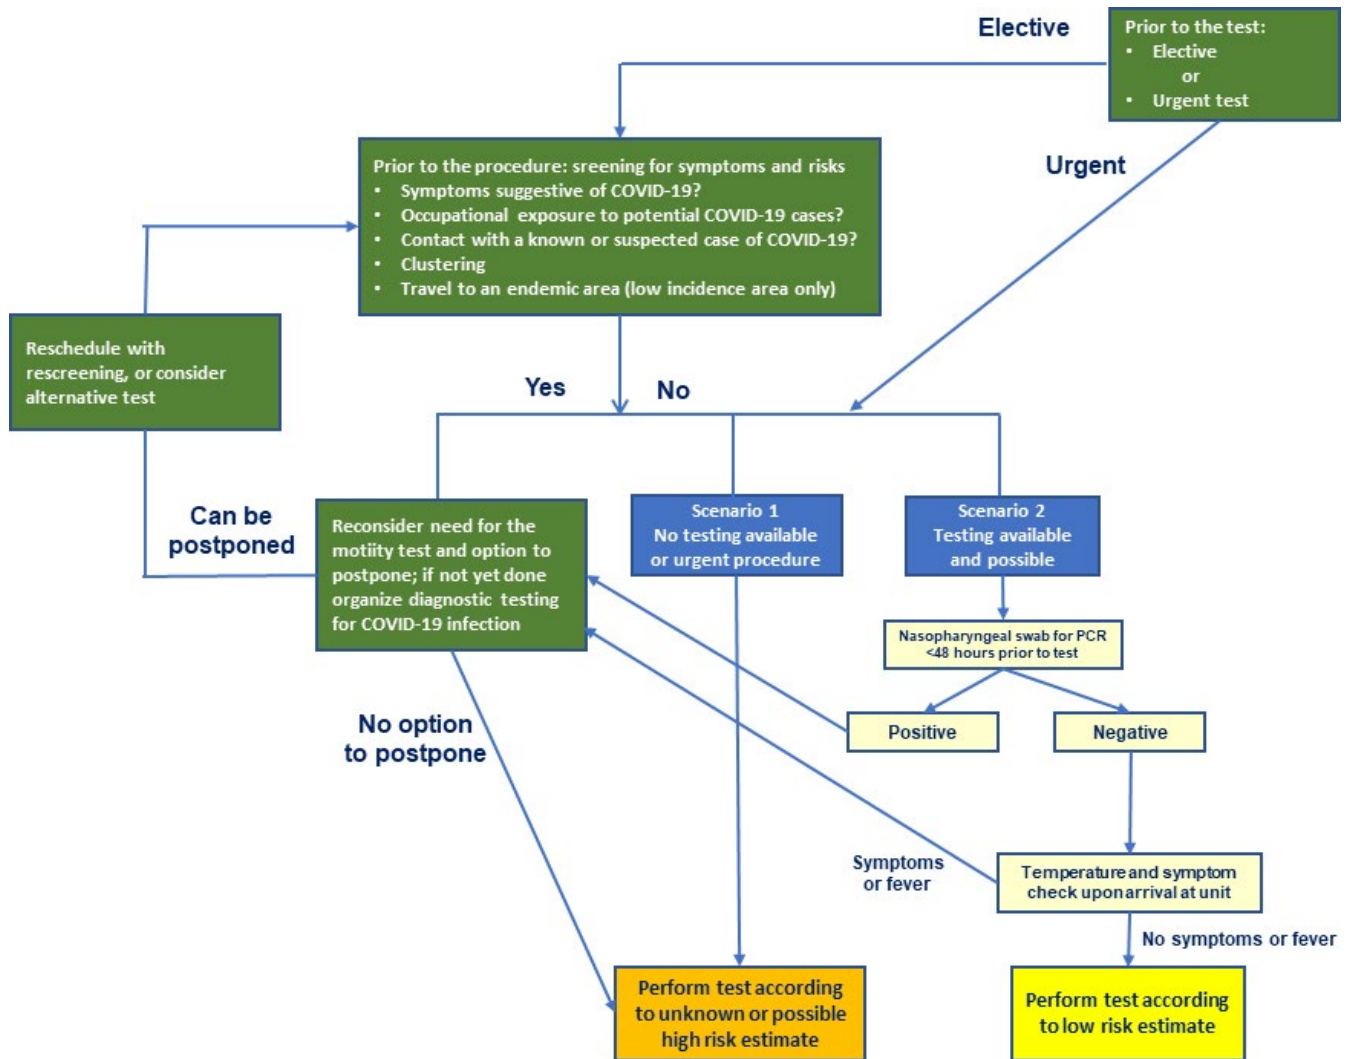 Elective
Prior to the test:
• Elective
or
• Urgent test
Urgent
Prior to the procedure: sreening for symptoms and risks
• Symptoms suggestive of COVID-19?
• Occupational exposure to potential COVID-19 cases?
• Contact with a known or suspected case of COVID-19?
• Clustering
• Travel to an endemic area (low incidence area only)
Reschedule with
rescreening, or consider
alternative test
Yes
No
Can be
postponed
Reconsider need for the
motiity test and option to
postpone; if not yet done
organize diagnostic testing
for COVID-19 infection
Scenario 1
No testing available
or urgent procedure
Scenario 2
Testing available
and possible
Nasopharyngeal swab for PCR
<48 hours prior to test
Positive
Negative
No option
to postpone
Symptoms
or fever
Temperature and symptom
check upon arrival at unit
No symptoms or fever
Perform test according
to unknown or possible
high risk estimate
Perform test according
to low risk estimate